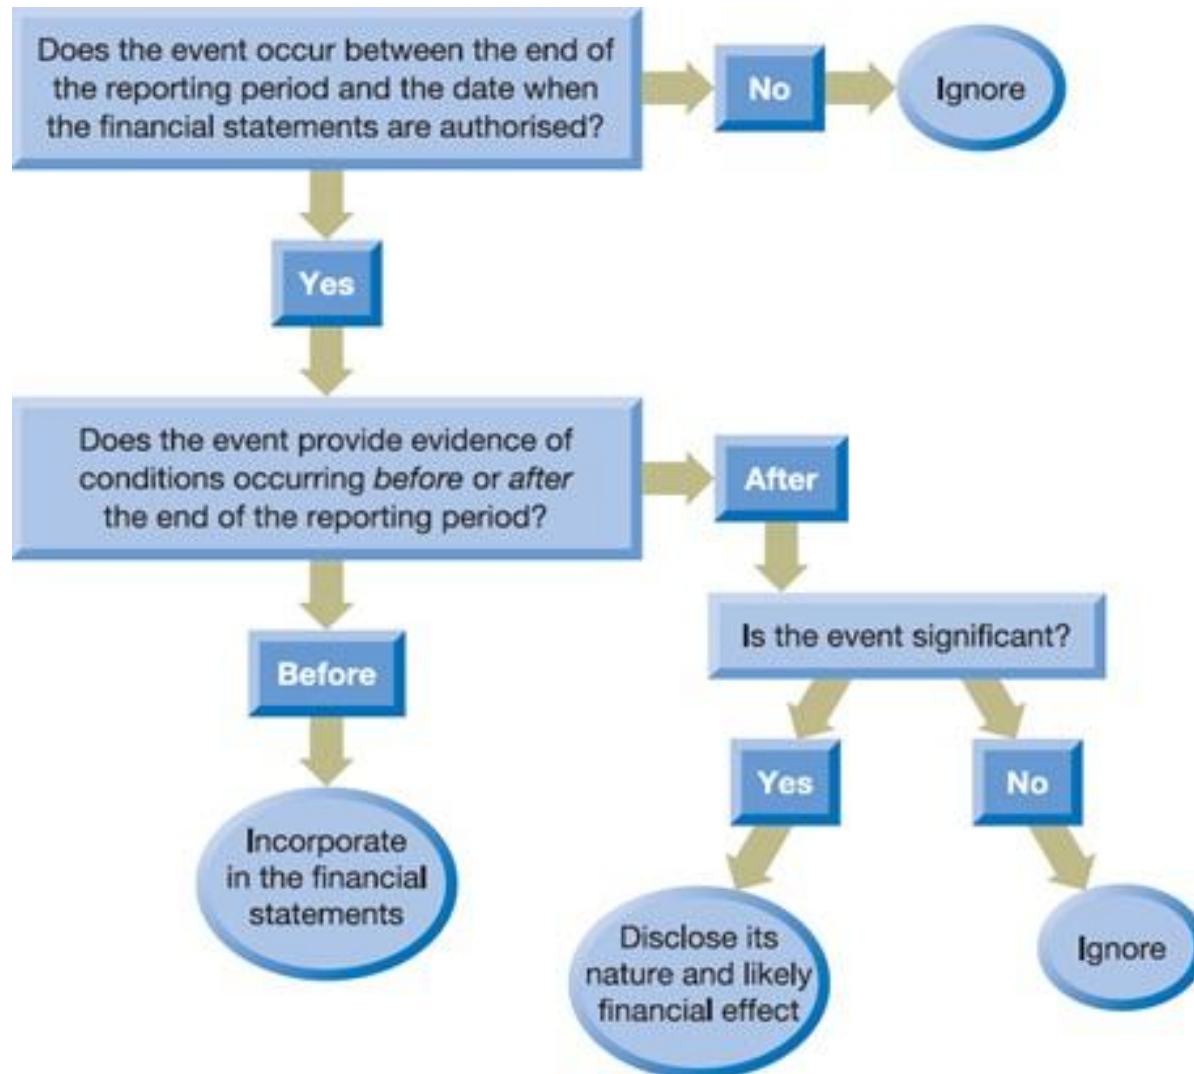 Does the event occur between the end of
the reporting period and the date when
the financial statements are authorised?
No
Ignore
Yes
Does the event provide evidence of
conditions occurring before or after
the end of the reporting period?
After
Is the event significant?
Before
Yes
No
Incorporate
in the financial
statements
Disclose its
nature and likely
financial effect
Ignore